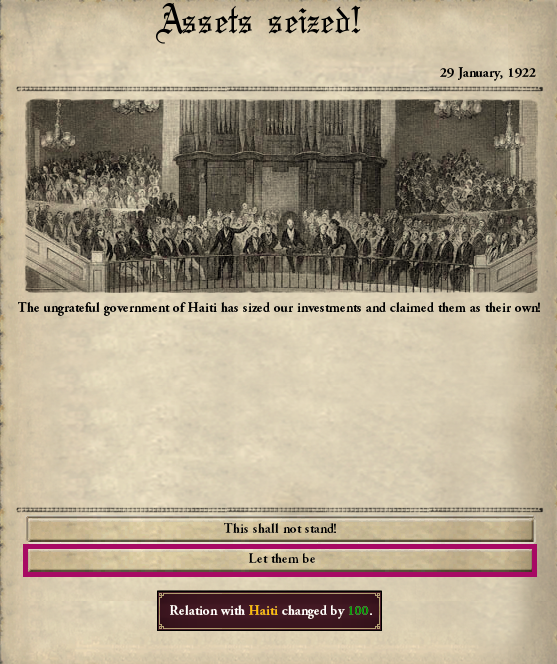 Assets seized!
29 January, 1922
The ungrateful government of Haiti has sized our investments and claimed them as their own!
This shall not stand!
Let them be
Relation with Haiti changed by 100.